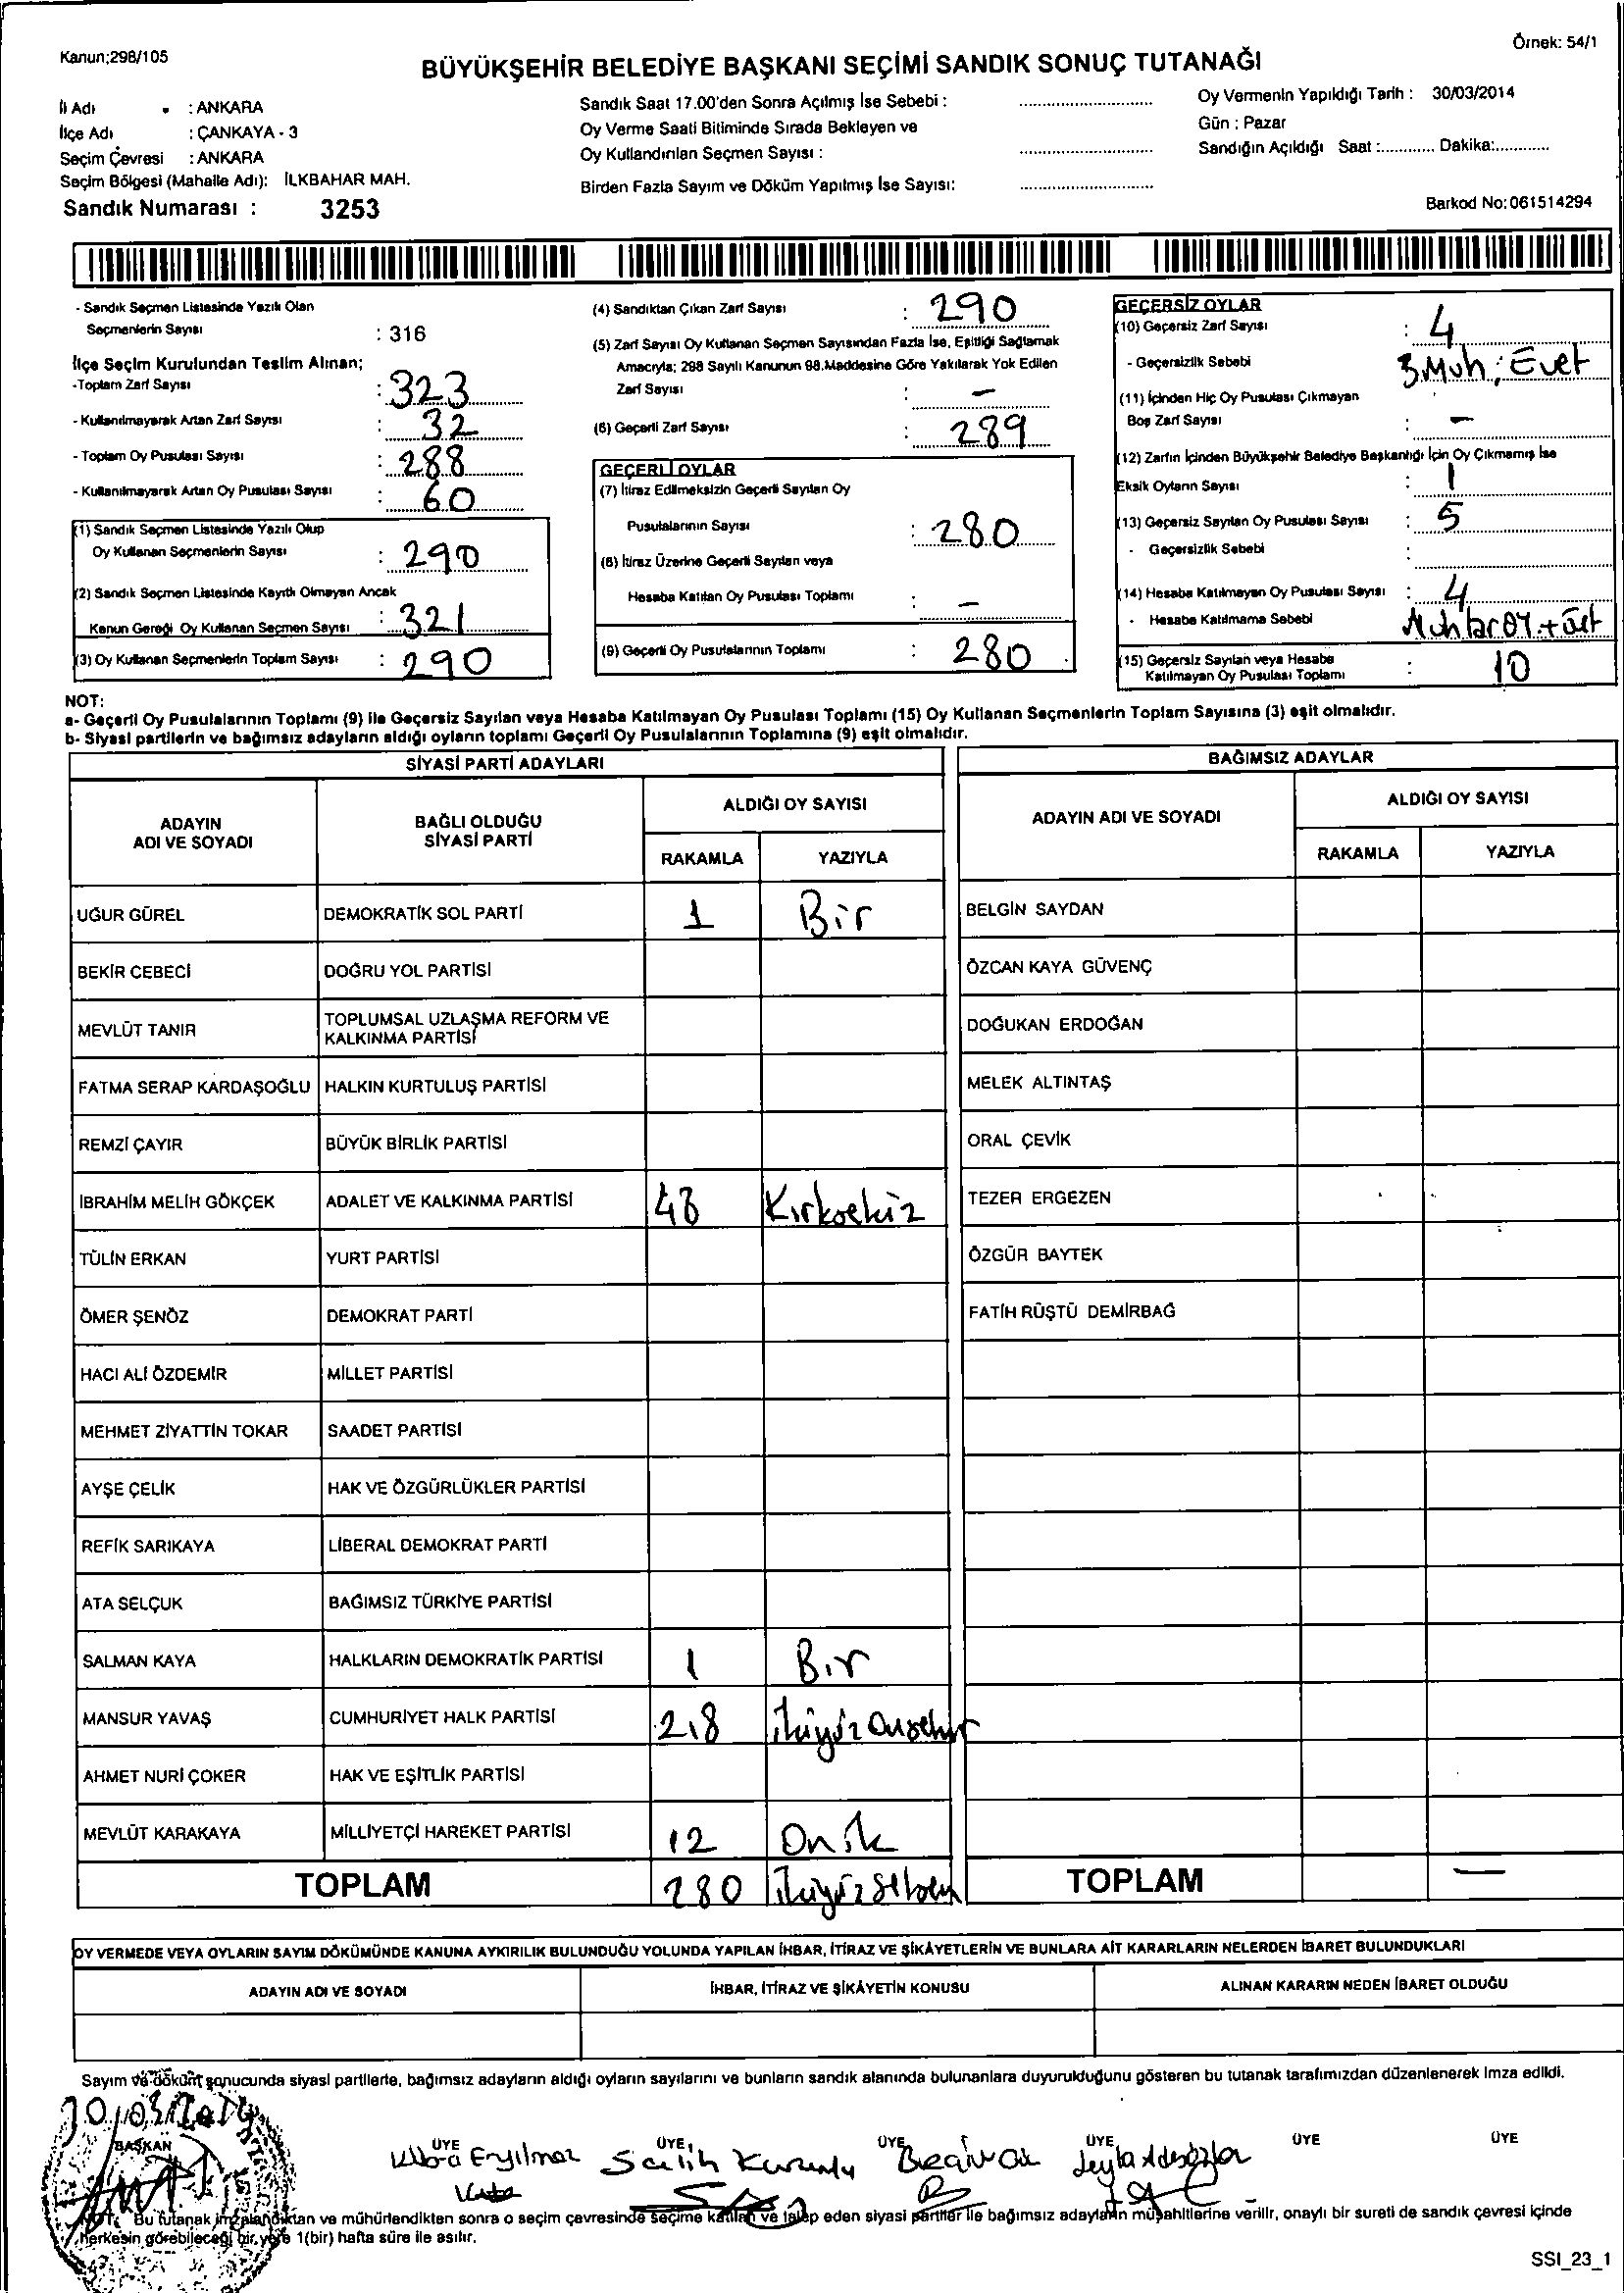 Kanun;298/105
Örnek: 54/1
BÜYÜKŞEHİR BELEDİYE BAŞKANI SEÇİMİ SANDIK SONUÇ TUTANAĞI
İl Adı : ANKARA
İlçe Adı : ÇANKAYA - 3
Seçim Çevresi : ANKARA
Seçim Bölgesi (Mahalle Adı): İLKBAHAR MAH.
Sandık Numarası : 3253
Sandık Saat 17.00'den Sonra Açılmış İse Sebebi : ............................
Oy Verme Saati Bitiminde Sırada Bekleyen ve
Oy Kullandırılan Seçmen Sayısı : ............................
Birden Fazla Sayım ve Döküm Yapılmış İse Sayısı: ............................
Oy Vermenin Yapıldığı Tarih : 30/03/2014
Gün : Pazar
Sandığın Açıldığı Saat :............ Dakika:............
Barkod No:061514294
- Sandık Seçmen Listesinde Yazılı Olan
Seçmenlerin Sayısı : 316
İlçe Seçim Kurulundan Teslim Alınan;
-Toplam Zarf Sayısı : 323
- Kullanılmayarak Artan Zarf Sayısı : 32
- Toplam Oy Pusulası Sayısı : 288
- Kullanılmayarak Artan Oy Pusulası Sayısı : 60
(1) Sandık Seçmen Listesinde Yazılı Olup
Oy Kullanan Seçmenlerin Sayısı : 290
(2) Sandık Seçmen Listesinde Kayıtlı Olmayan Ancak
Kanun Gereği Oy Kullanan Seçmen Sayısı : 321
(3) Oy Kullanan Seçmenlerin Toplam Sayısı : 290
(4) Sandıktan Çıkan Zarf Sayısı : 290
(5) Zarf Sayısı Oy Kullanan Seçmen Sayısından Fazla İse, Eşitliği Sağlamak
Amacıyla; 298 Sayılı Kanunun 98.Maddesine Göre Yakılarak Yok Edilen
Zarf Sayısı : -
(6) Geçerli Zarf Sayısı : 289
GEÇERLİ OYLAR
(7) İtiraz Edilmeksizin Geçerli Sayılan Oy
Pusulalarının Sayısı : 280
(8) İtiraz Üzerine Geçerli Sayılan veya
Hesaba Katılan Oy Pusulası Toplamı : -
(9) Geçerli Oy Pusulalarının Toplamı : 280
GEÇERSİZ OYLAR
(10) Geçersiz Zarf Sayısı : 4
- Geçersizlik Sebebi 3.Muh; Evet
(11) İçinden Hiç Oy Pusulası Çıkmayan
Boş Zarf Sayısı : -
(12) Zarfın İçinden Büyükşehir Belediye Başkanlığı İçin Oy Çıkmamış İse
Eksik Oyların Sayısı : 1
(13) Geçersiz Sayılan Oy Pusulası Sayısı : 5
- Geçersizlik Sebebi :
(14) Hesaba Katılmayan Oy Pusulası Sayısı : 4
- Hesaba Katılmama Sebebi Muhtar
(15) Geçersiz Sayılan veya Hesaba
Katılmayan Oy Pusulası Toplamı : 10
NOT:
a- Geçerli Oy Pusulalarının Toplamı (9) ile Geçersiz Sayılan veya Hesaba Katılmayan Oy Pusulası Toplamı (15) Oy Kullanan Seçmenlerin Toplam Sayısına (3) eşit olmalıdır.
b- Siyasi partilerin ve bağımsız adayların aldığı oyların toplamı Geçerli Oy Pusulalarının Toplamına (9) eşit olmalıdır.
SİYASİ PARTİ ADAYLARI
ADAYIN
ADI VE SOYADI
BAĞLI OLDUĞU
SİYASİ PARTİ
ALDIĞI OY SAYISI
RAKAMLA YAZIYLA
UĞUR GÜREL DEMOKRATİK SOL PARTİ 1 Bir
BEKİR CEBECİ DOĞRU YOL PARTİSİ
MEVLÜT TANIR TOPLUMSAL UZLAŞMA REFORM VE
KALKINMA PARTİSİ
FATMA SERAP KARDAŞOĞLU HALKIN KURTULUŞ PARTİSİ
REMZİ ÇAYIR BÜYÜK BİRLİK PARTİSİ
İBRAHİM MELİH GÖKÇEK ADALET VE KALKINMA PARTİSİ 48 Kırksekiz
TÜLİN ERKAN YURT PARTİSİ
ÖMER ŞENÖZ DEMOKRAT PARTİ
HACI ALİ ÖZDEMİR MİLLET PARTİSİ
MEHMET ZİYATTİN TOKAR SAADET PARTİSİ
AYŞE ÇELİK HAK VE ÖZGÜRLÜKLER PARTİSİ
REFİK SARIKAYA LİBERAL DEMOKRAT PARTİ
ATA SELÇUK BAĞIMSIZ TÜRKİYE PARTİSİ
SALMAN KAYA HALKLARIN DEMOKRATİK PARTİSİ 1 Bir
MANSUR YAVAŞ CUMHURİYET HALK PARTİSİ 218 ikiyüz onsekiz
AHMET NURİ ÇOKER HAK VE EŞİTLİK PARTİSİ
MEVLÜT KARAKAYA MİLLİYETÇİ HAREKET PARTİSİ 12 Onik
TOPLAM 280 ikiyüzseksen
BAĞIMSIZ ADAYLAR
ADAYIN ADI VE SOYADI
ALDIĞI OY SAYISI
RAKAMLA YAZIYLA
BELGİN SAYDAN
ÖZCAN KAYA GÜVENÇ
DOĞUKAN ERDOĞAN
MELEK ALTINTAŞ
ORAL ÇEVİK
TEZER ERGEZEN
ÖZGÜR BAYTEK
FATİH RÜŞTÜ DEMİRBAĞ
TOPLAM —
OY VERMEDE VEYA OYLARIN SAYIM DÖKÜMÜNDE KANUNA AYKIRILIK BULUNDUĞU YOLUNDA YAPILAN İHBAR, İTİRAZ VE ŞİKÂYETLERİN VE BUNLARA AİT KARARLARIN NELERDEN İBARET BULUNDUKLARI
ADAYIN ADI VE SOYADI İHBAR, İTİRAZ VE ŞİKÂYETİN KONUSU ALINAN KARARIN NEDEN İBARET OLDUĞU
Sayım ve dökünt sonucunda siyasi partilerle, bağımsız adayların aldığı oyların sayılarını ve bunların sandık alanında bulunanlara duyurulduğunu gösteren bu tutanak tarafımızdan düzenlenerek imza edildi.
30/03/2014
BAŞKAN ÜYE ÜYE ÜYE ÜYE ÜYE ÜYE
Kübra Eryılmaz Salih Leyla
NOT: Bu tutanak imzalandıktan ve mühürlendikten sonra o seçim çevresinde seçime katılan ve talep eden siyasi partiler ile bağımsız adayların müşahitlerine verilir, onaylı bir sureti de sandık çevresi içinde
herkesin görebileceği bir yere 1(bir) hafta süre ile asılır.
SSI_23_1